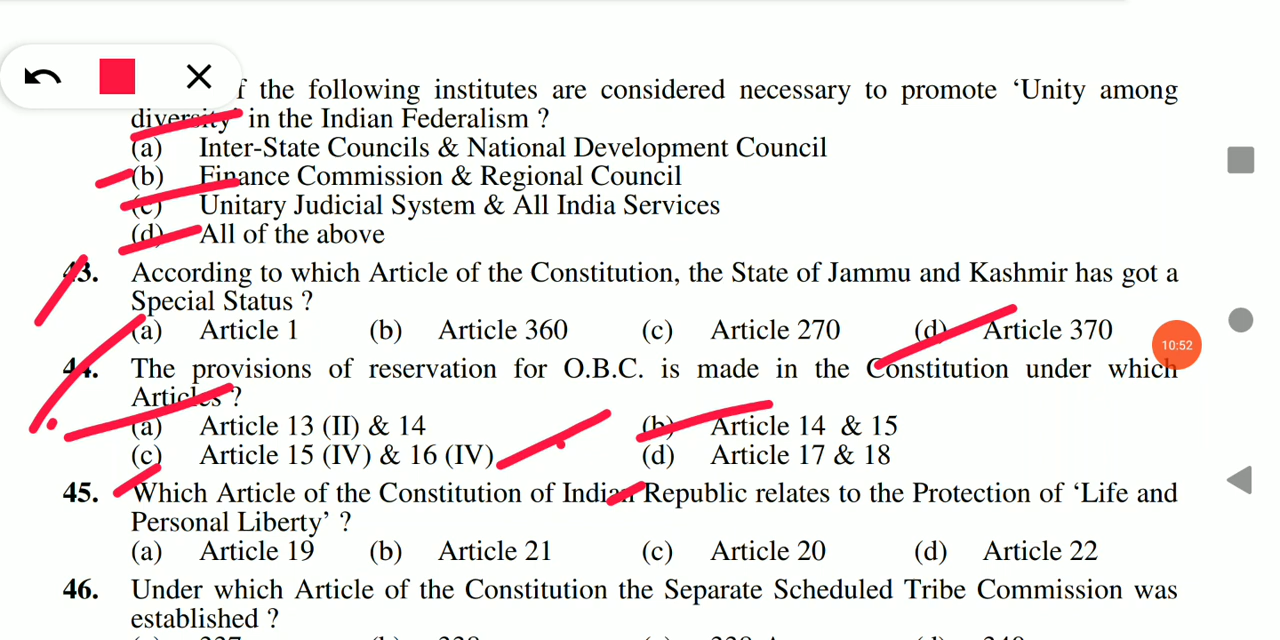 f the following institutes are considered necessary to promote ‘Unity among
diversity’ in the Indian Federalism ?
(a) Inter-State Councils & National Development Council
(b) Finance Commission & Regional Council
(c) Unitary Judicial System & All India Services
(d) All of the above
43. According to which Article of the Constitution, the State of Jammu and Kashmir has got a
Special Status ?
(a) Article 1 (b) Article 360 (c) Article 270 (d) Article 370
10:52
44. The provisions of reservation for O.B.C. is made in the Constitution under which
Articles ?
(a) Article 13 (II) & 14 (b) Article 14 & 15
(c) Article 15 (IV) & 16 (IV) (d) Article 17 & 18
45. Which Article of the Constitution of Indian Republic relates to the Protection of ‘Life and
Personal Liberty’ ?
(a) Article 19 (b) Article 21 (c) Article 20 (d) Article 22
46. Under which Article of the Constitution the Separate Scheduled Tribe Commission was
established ?